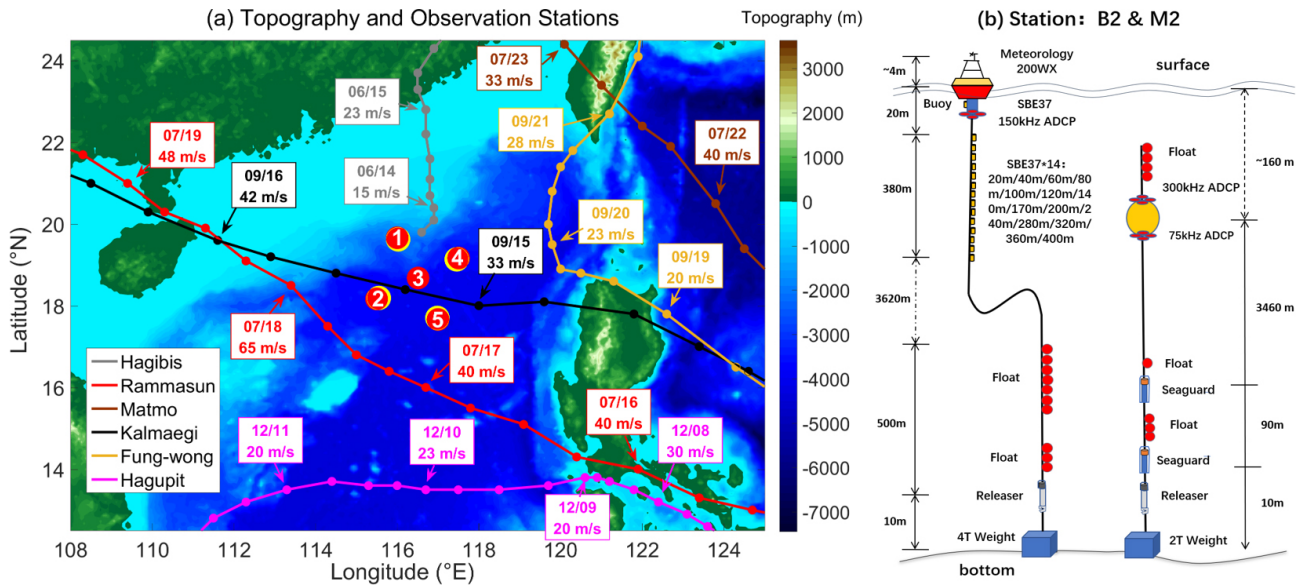 (a) Topography and Observation Stations
Topography (m)
Latitude (°N)
24
22
20
18
16
14
108
110
112
114
116
118
120
122
124
Longitude (°E)
3000
2000
1000
0
-1000
-2000
-3000
-4000
-5000
-6000
-7000
07/23
33 m/s
06/15
23 m/s
09/21
28 m/s
07/19
48 m/s
07/22
40 m/s
09/16
42 m/s
06/14
15 m/s
09/20
23 m/s
09/15
33 m/s
09/19
20 m/s
1
4
3
2
5
07/18
65 m/s
07/17
40 m/s
07/16
40 m/s
12/11
20 m/s
12/10
23 m/s
12/08
30 m/s
12/09
20 m/s
Hagibis
Rammasun
Matmo
Kalmaegi
Fung-wong
Hagupit
(b) Station： B2 & M2
Meteorology
200WX
surface
~4m
Buoy
SBE37
150kHz ADCP
20m
SBE37*14：
20m/40m/60m/80
m/100m/120m/14
0m/170m/200m/2
40m/280m/320m/
360m/400m
380m
Float
300kHz ADCP
75kHz ADCP
~160 m
3620m
3460 m
Float
Float
Seaguard
500m
Float
90m
Float
Seaguard
Releaser
Releaser
10m
10m
4T Weight
2T Weight
bottom